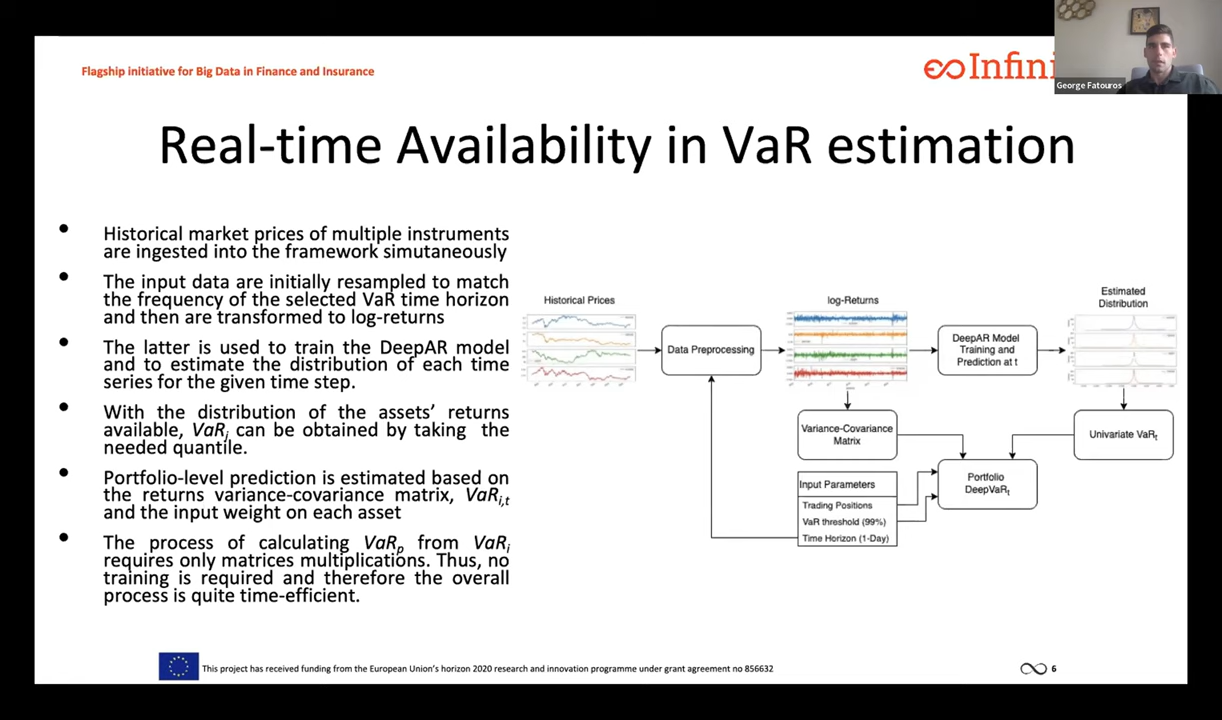 Flagship initiative for Big Data in Finance and Insurance
Infini
George Fatouros
Real-time Availability in VaR estimation
• Historical market prices of multiple instruments
are ingested into the framework simutaneously
• The input data are initially resampled to match
the frequency of the selected VaR time horizon
and then are transformed to log-returns
• The latter is used to train the DeepAR model
and to estimate the distribution of each time
series for the given time step.
• With the distribution of the assets' returns
available, VaRi can be obtained by taking the
needed quantile.
• Portfolio-level prediction is estimated based on
the returns variance-covariance matrix, VaRi,t
and the input weight on each asset
• The process of calculating VaRp from VaRi
requires only matrices multiplications. Thus, no
training is required and therefore the overall
process is quite time-efficient.
Historical Prices
Data Preprocessing
log-Returns
DeepAR Model
Training and
Prediction at t
Estimated
Distribution
Variance-Covariance
Matrix
Univariate VaRt
Portfolio
DeepVaRt
Input Parameters
Trading Positions
VaR threshold (99%)
Time Horizon (1-Day)
This project has received funding from the European Union's horizon 2020 research and innovation programme under grant agreement no 856632
6